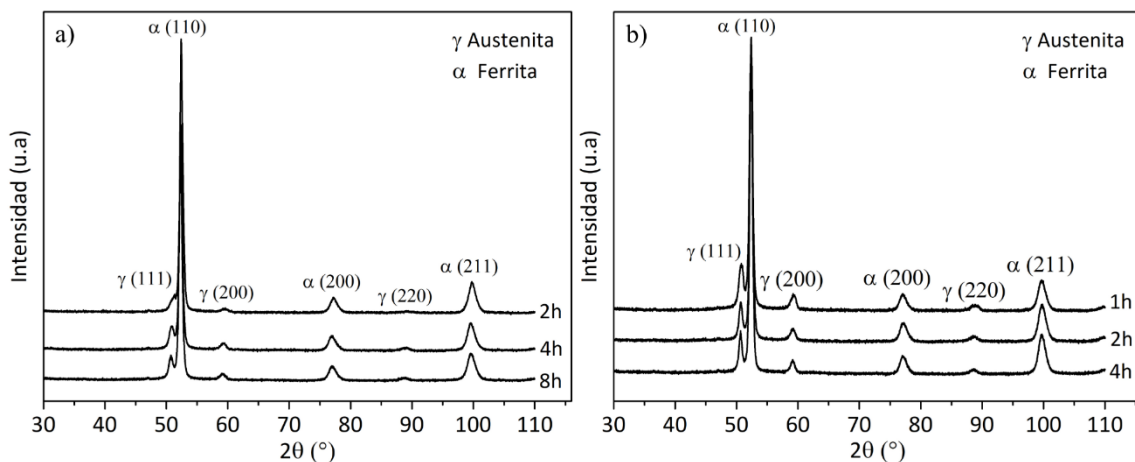 a)
α (110)
γ Austenita
α Ferrita
Intensidad (u.a)
γ (111)
γ (200)
α (200)
γ (220)
α (211)
2h
4h
8h
30 40 50 60 70 80 90 100 110
2θ (°)
b)
α (110)
γ Austenita
α Ferrita
Intensidad (u.a)
γ (111)
γ (200)
α (200)
γ (220)
α (211)
1h
2h
4h
30 40 50 60 70 80 90 100 110
2θ (°)